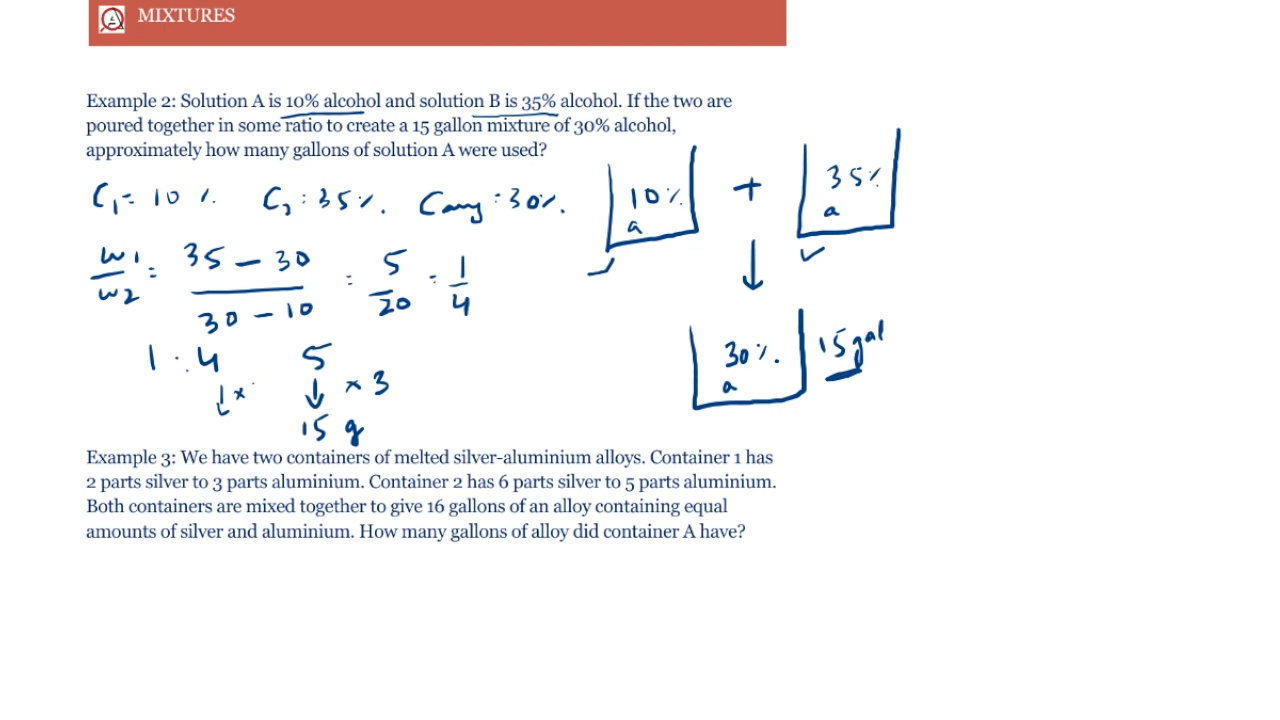 MIXTURES
Example 2: Solution A is 10% alcohol and solution B is 35% alcohol. If the two are
poured together in some ratio to create a 15 gallon mixture of 30% alcohol,
approximately how many gallons of solution A were used?
C1 = 10 %. C2 : 35 %. Cavg : 30%.
10% a + 35% a
w1/w2 = 35 - 30 / 30 - 10 = 5/20 = 1/4
30%. a 15 gal
1 : 4 5
↓ x ↓ x 3
15 g
Example 3: We have two containers of melted silver-aluminium alloys. Container 1 has
2 parts silver to 3 parts aluminium. Container 2 has 6 parts silver to 5 parts aluminium.
Both containers are mixed together to give 16 gallons of an alloy containing equal
amounts of silver and aluminium. How many gallons of alloy did container A have?